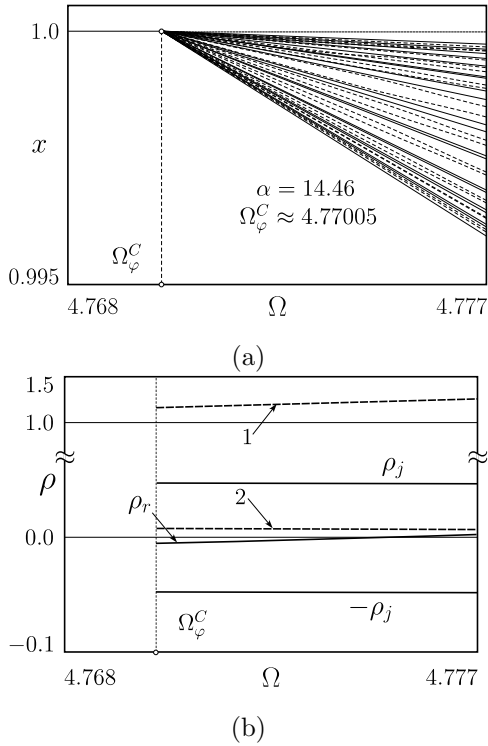 1.0
x
α = 14.46
Ω_φ^C ≈ 4.77005
Ω_φ^C
0.995
4.768 Ω 4.777
(a)
1.5
1.0
1
ρ_j
ρ
ρ_r
2
0.0
−ρ_j
Ω_φ^C
−0.1
4.768 Ω 4.777
(b)